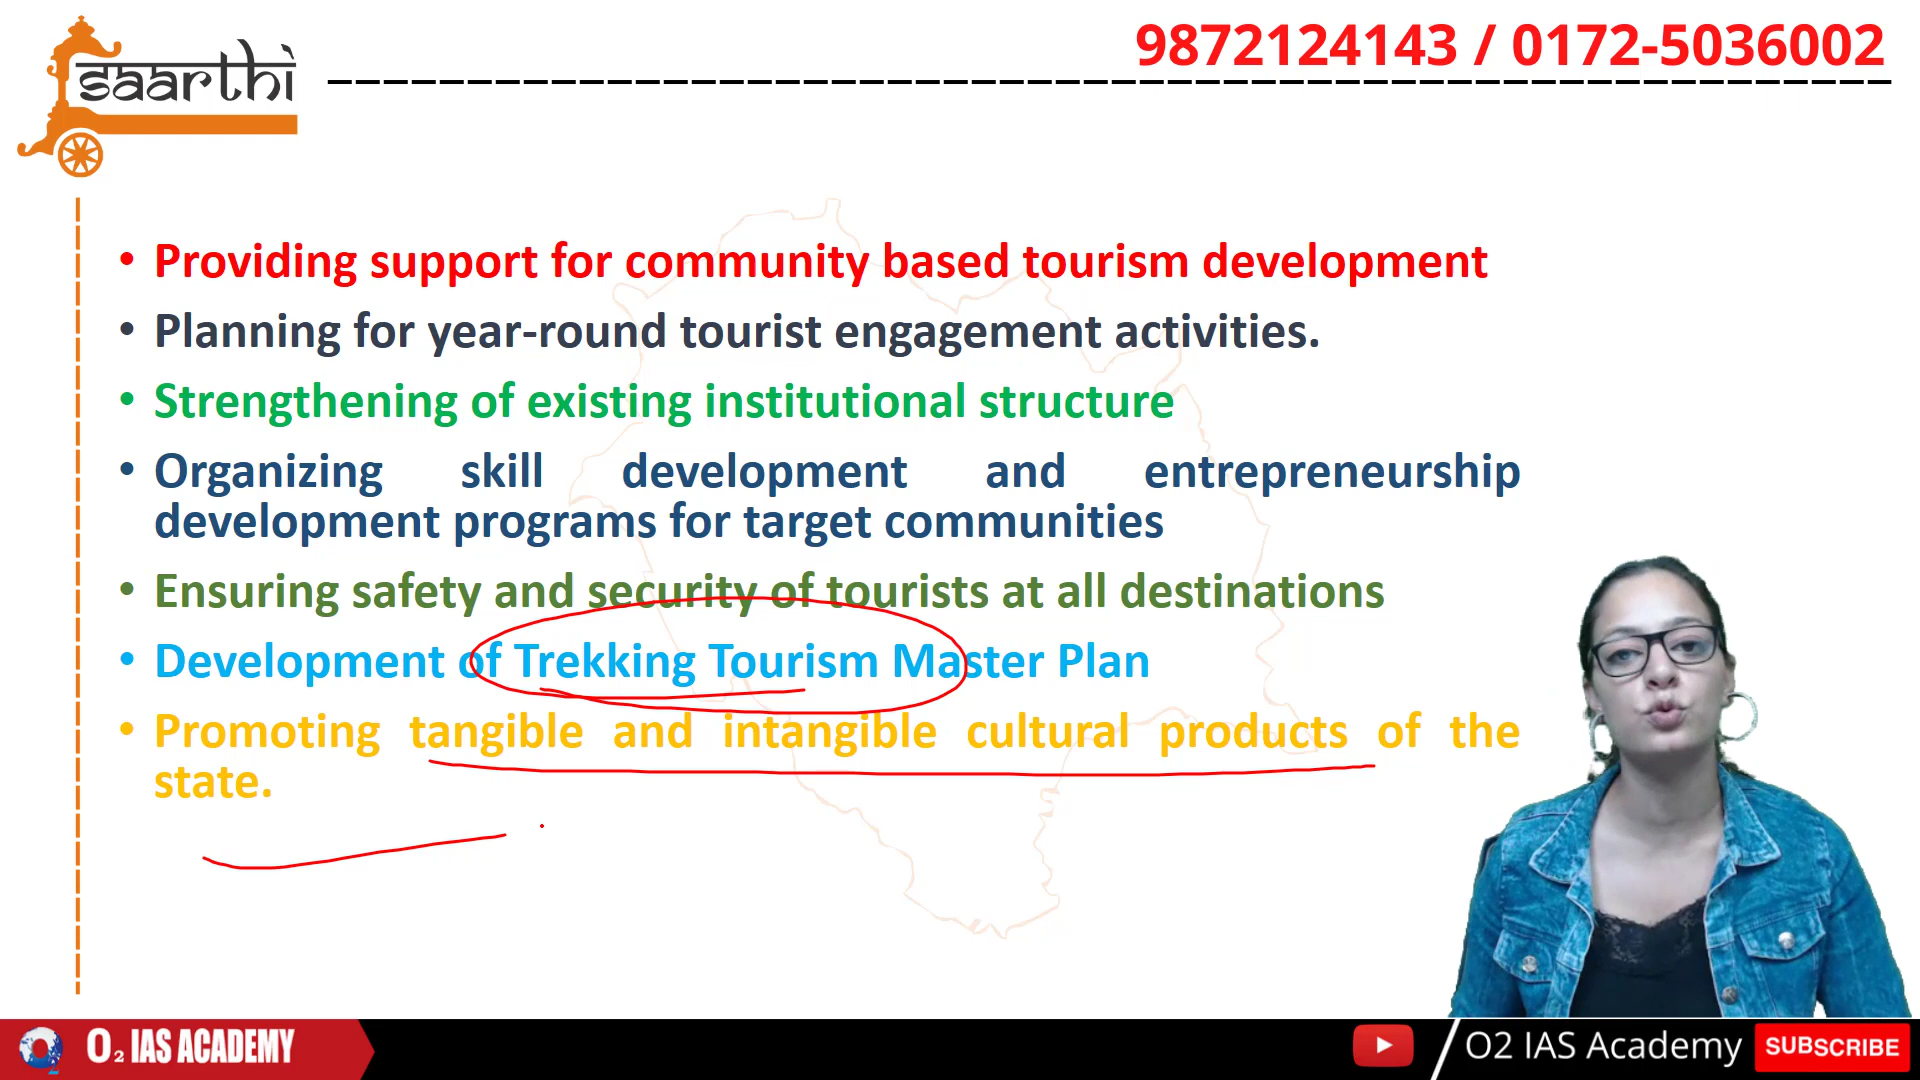 saarthi
9872124143 / 0172-5036002
• Providing support for community based tourism development
• Planning for year-round tourist engagement activities.
• Strengthening of existing institutional structure
• Organizing skill development and entrepreneurship
development programs for target communities
• Ensuring safety and security of tourists at all destinations
• Development of Trekking Tourism Master Plan
• Promoting tangible and intangible cultural products of the
state.
O2 IAS ACADEMY
O2 IAS Academy
SUBSCRIBE